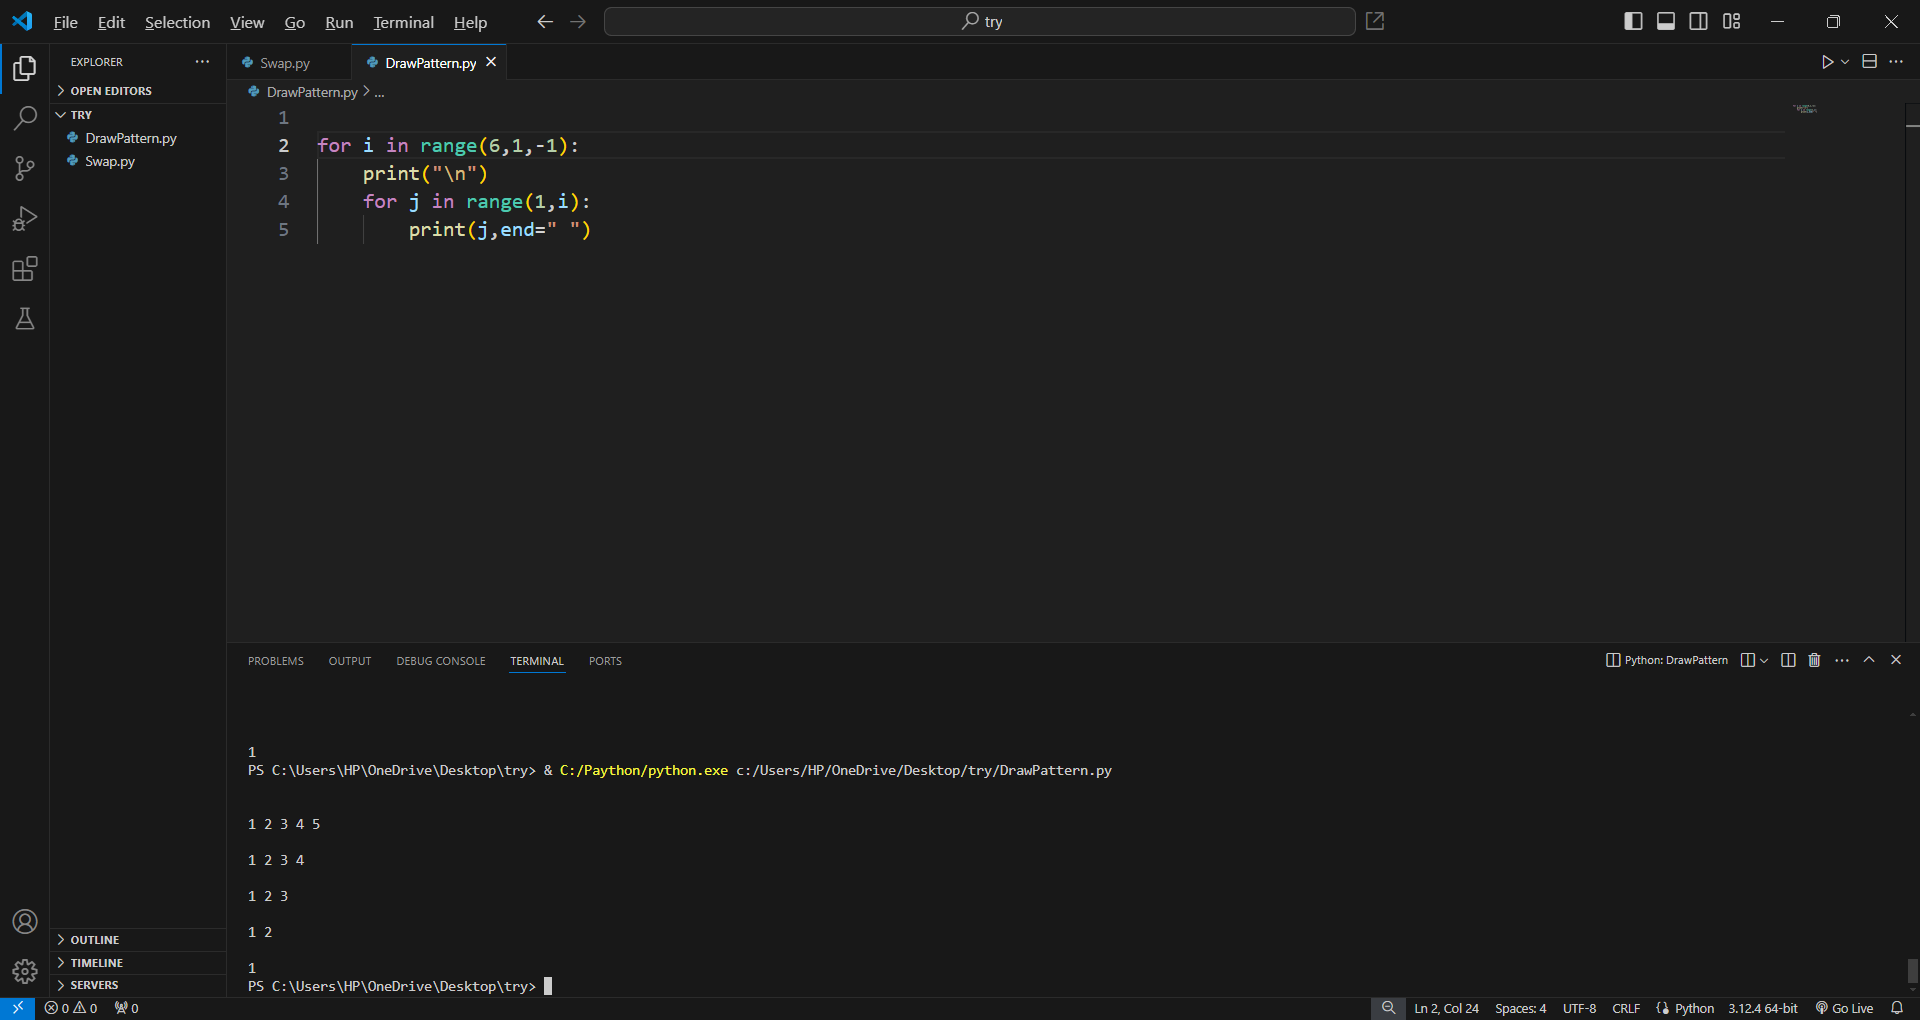 File Edit Selection View Go Run Terminal Help
try
EXPLORER
OPEN EDITORS
TRY
DrawPattern.py
Swap.py
OUTLINE
TIMELINE
SERVERS
Swap.py DrawPattern.py
DrawPattern.py > ...
1
2 for i in range(6,1,-1):
3     print("\n")
4     for j in range(1,i):
5         print(j,end=" ")
PROBLEMS OUTPUT DEBUG CONSOLE TERMINAL PORTS
Python: DrawPattern
1
PS C:\Users\HP\OneDrive\Desktop\try> & C:/Paython/python.exe c:/Users/HP/OneDrive/Desktop/try/DrawPattern.py
1 2 3 4 5
1 2 3 4
1 2 3
1 2
1
PS C:\Users\HP\OneDrive\Desktop\try>
0 0 0 Ln 2, Col 24 Spaces: 4 UTF-8 CRLF Python 3.12.4 64-bit Go Live